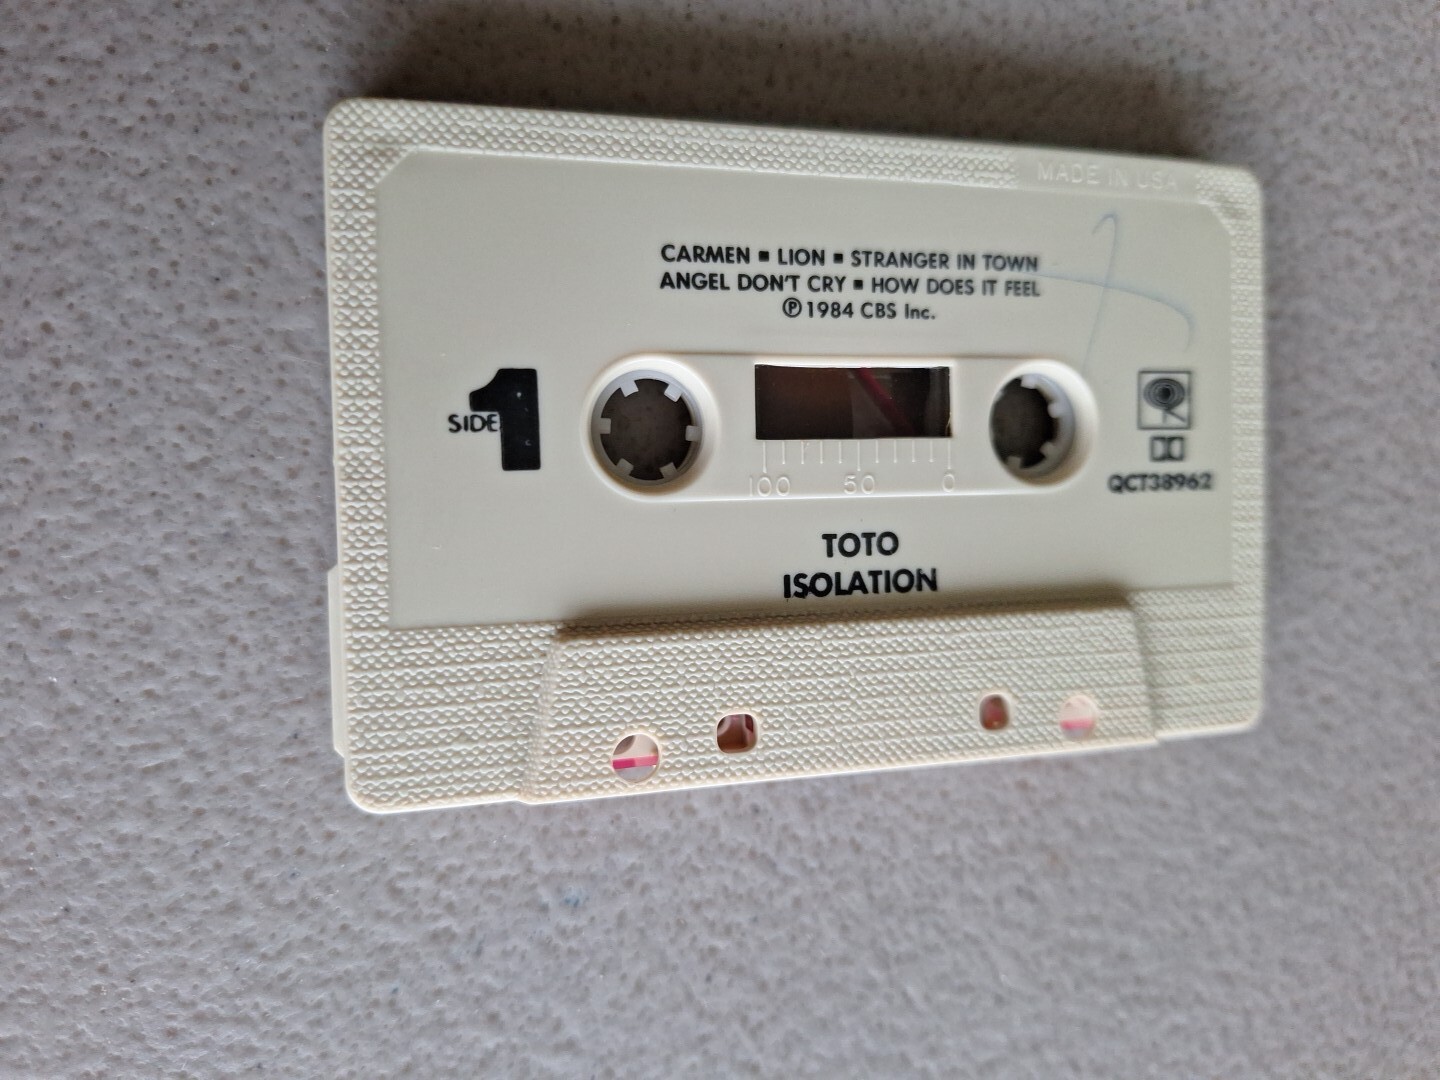 MADE IN USA
CARMEN ▪ LION ▪ STRANGER IN TOWN
ANGEL DON'T CRY ▪ HOW DOES IT FEEL
℗ 1984 CBS Inc.
SIDE 1
100 50 0
QCT38962
TOTO
ISOLATION